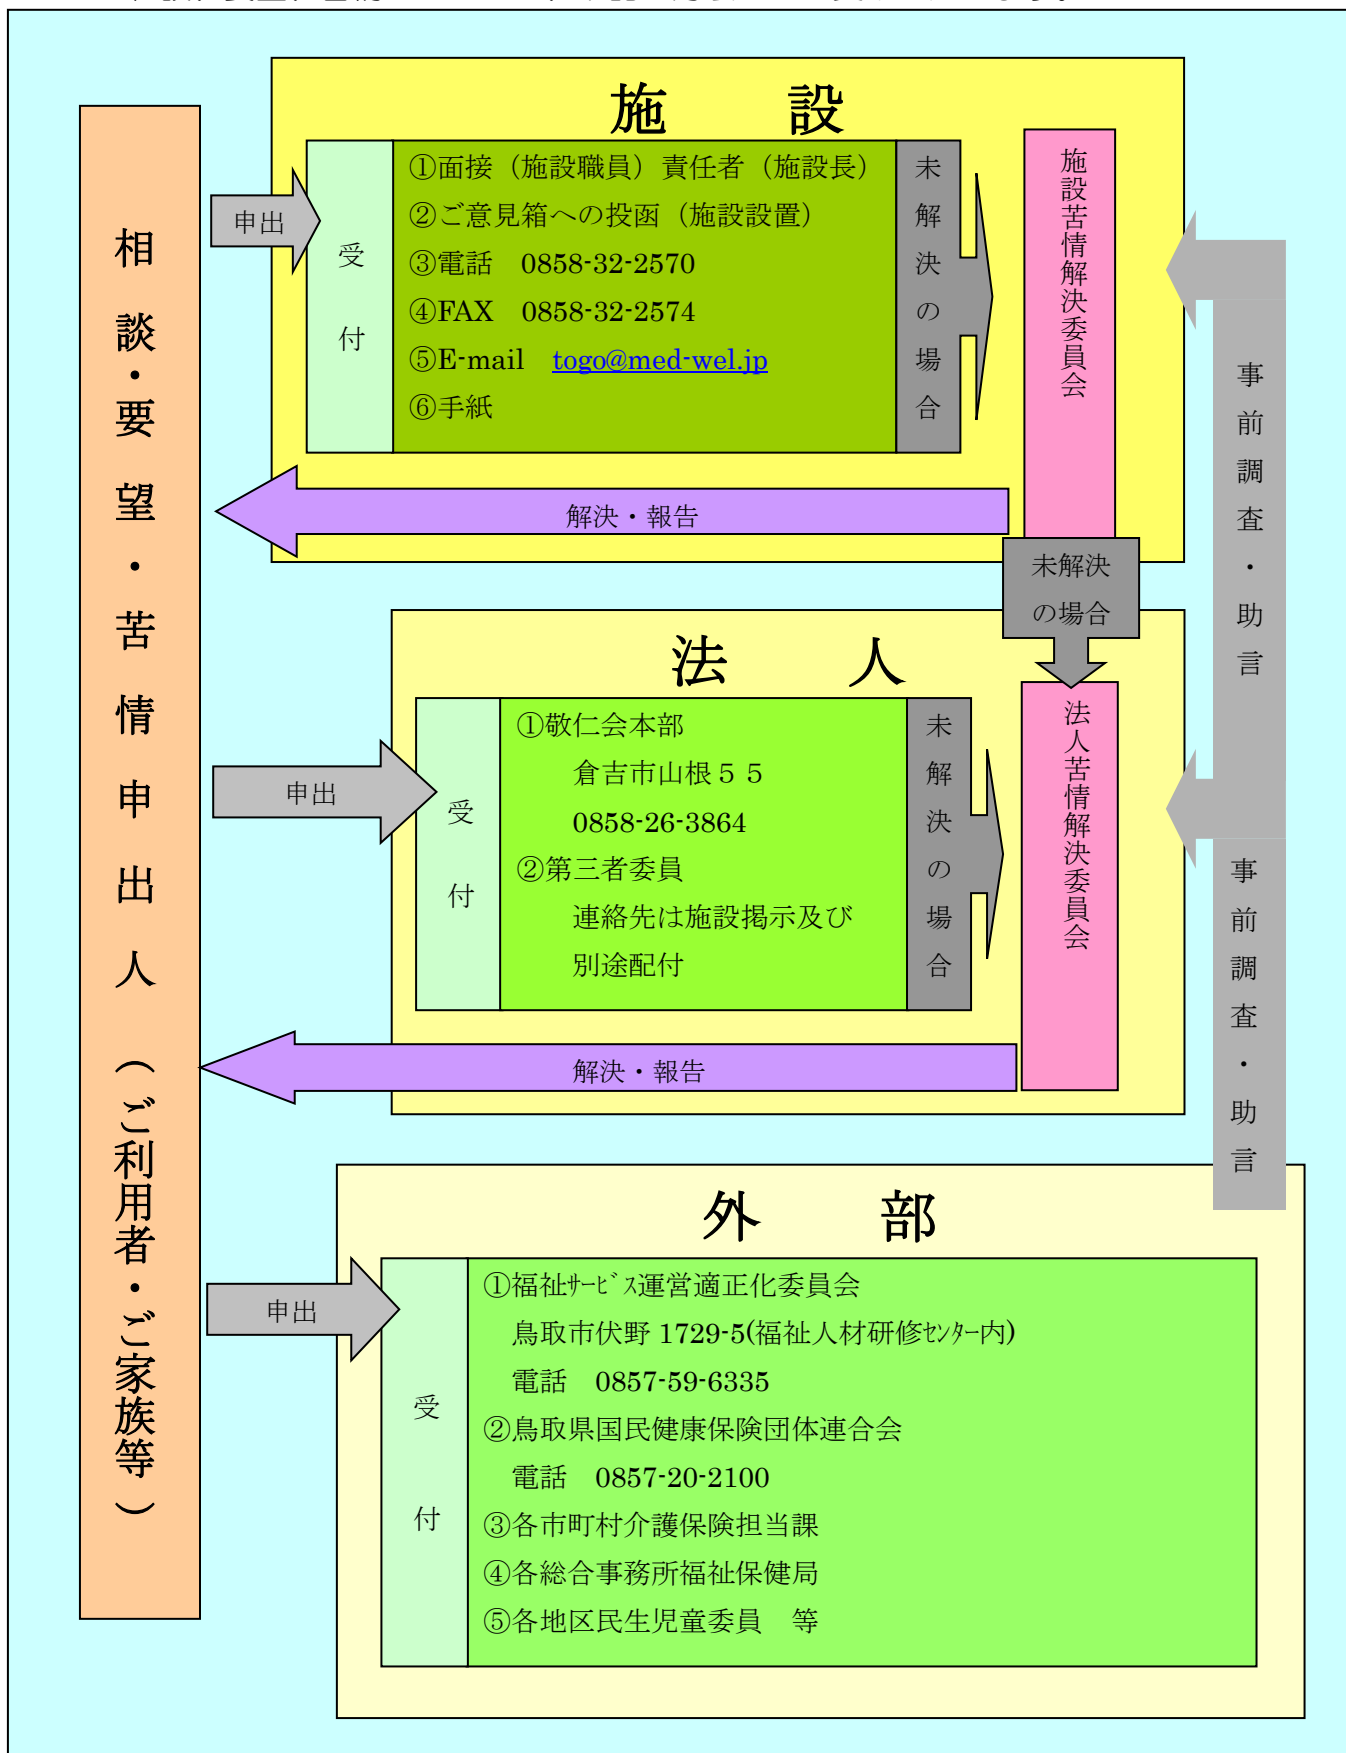 相談・要望・苦情申出人（ご利用者・ご家族等）
施　設
申出
受付
①面接（施設職員）責任者（施設長）
②ご意見箱への投函（施設設置）
③電話　0858-32-2570
④FAX　0858-32-2574
⑤E-mail　togo@med-wel.jp
⑥手紙
未解決の場合
施設苦情解決委員会
解決・報告
未解決
の場合
事前調査・助言
法　人
申出
受付
①敬仁会本部
倉吉市山根５５
0858-26-3864
②第三者委員
連絡先は施設掲示及び
別途配付
未解決の場合
法人苦情解決委員会
解決・報告
事前調査・助言
外　部
申出
受付
①福祉ｻｰﾋﾞｽ運営適正化委員会
鳥取市伏野 1729-5(福祉人材研修ｾﾝﾀｰ内)
電話　0857-59-6335
②鳥取県国民健康保険団体連合会
電話　0857-20-2100
③各市町村介護保険担当課
④各総合事務所福祉保健局
⑤各地区民生児童委員　等